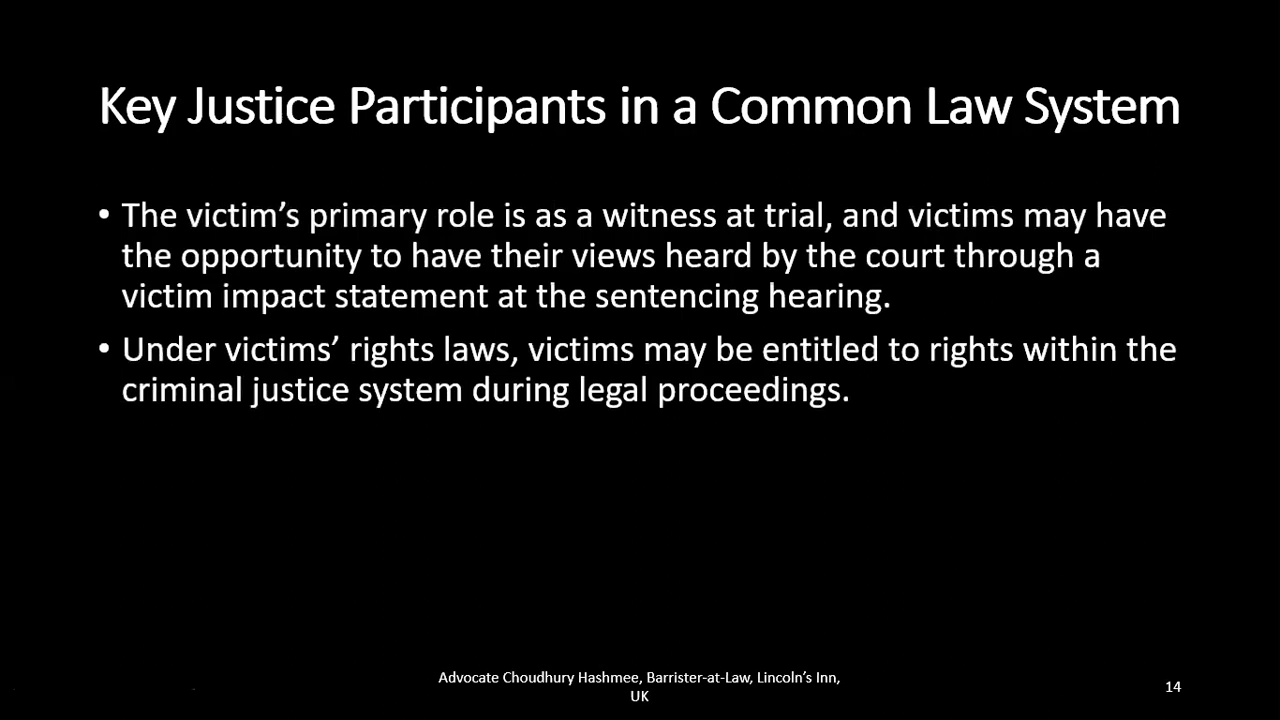 Key Justice Participants in a Common Law System
• The victim’s primary role is as a witness at trial, and victims may have
the opportunity to have their views heard by the court through a
victim impact statement at the sentencing hearing.
• Under victims’ rights laws, victims may be entitled to rights within the
criminal justice system during legal proceedings.
Advocate Choudhury Hashmee, Barrister-at-Law, Lincoln’s Inn,
UK
14